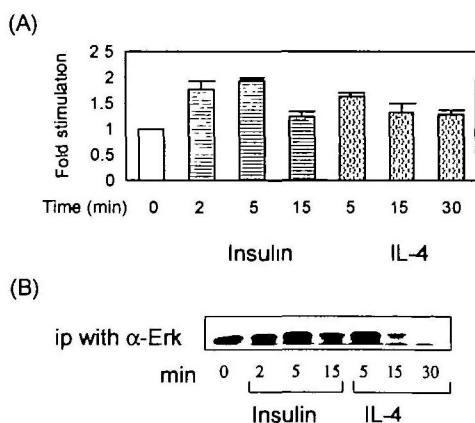 (A)
Fold stimulation
2 5
2
1.5
1
0.5
0
Time (min) 0 2 5 15 5 15 30
Insulin IL-4
(B)
ip with α-Erk
min 0 2 5 15 5 15 30
Insulin IL-4